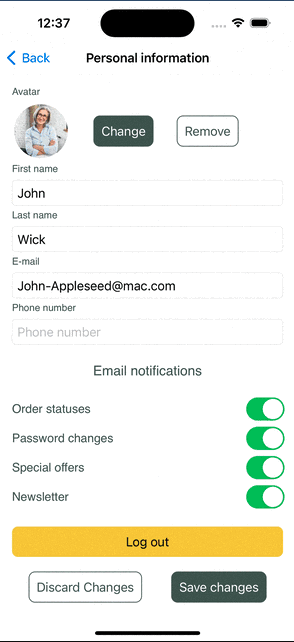 12:37
Back Personal information
Avatar
Change Remove
First name
John
Last name
Wick
E-mail
John-Appleseed@mac.com
Phone number
Phone number
Email notifications
Order statuses
Password changes
Special offers
Newsletter
Log out
Discard Changes Save changes